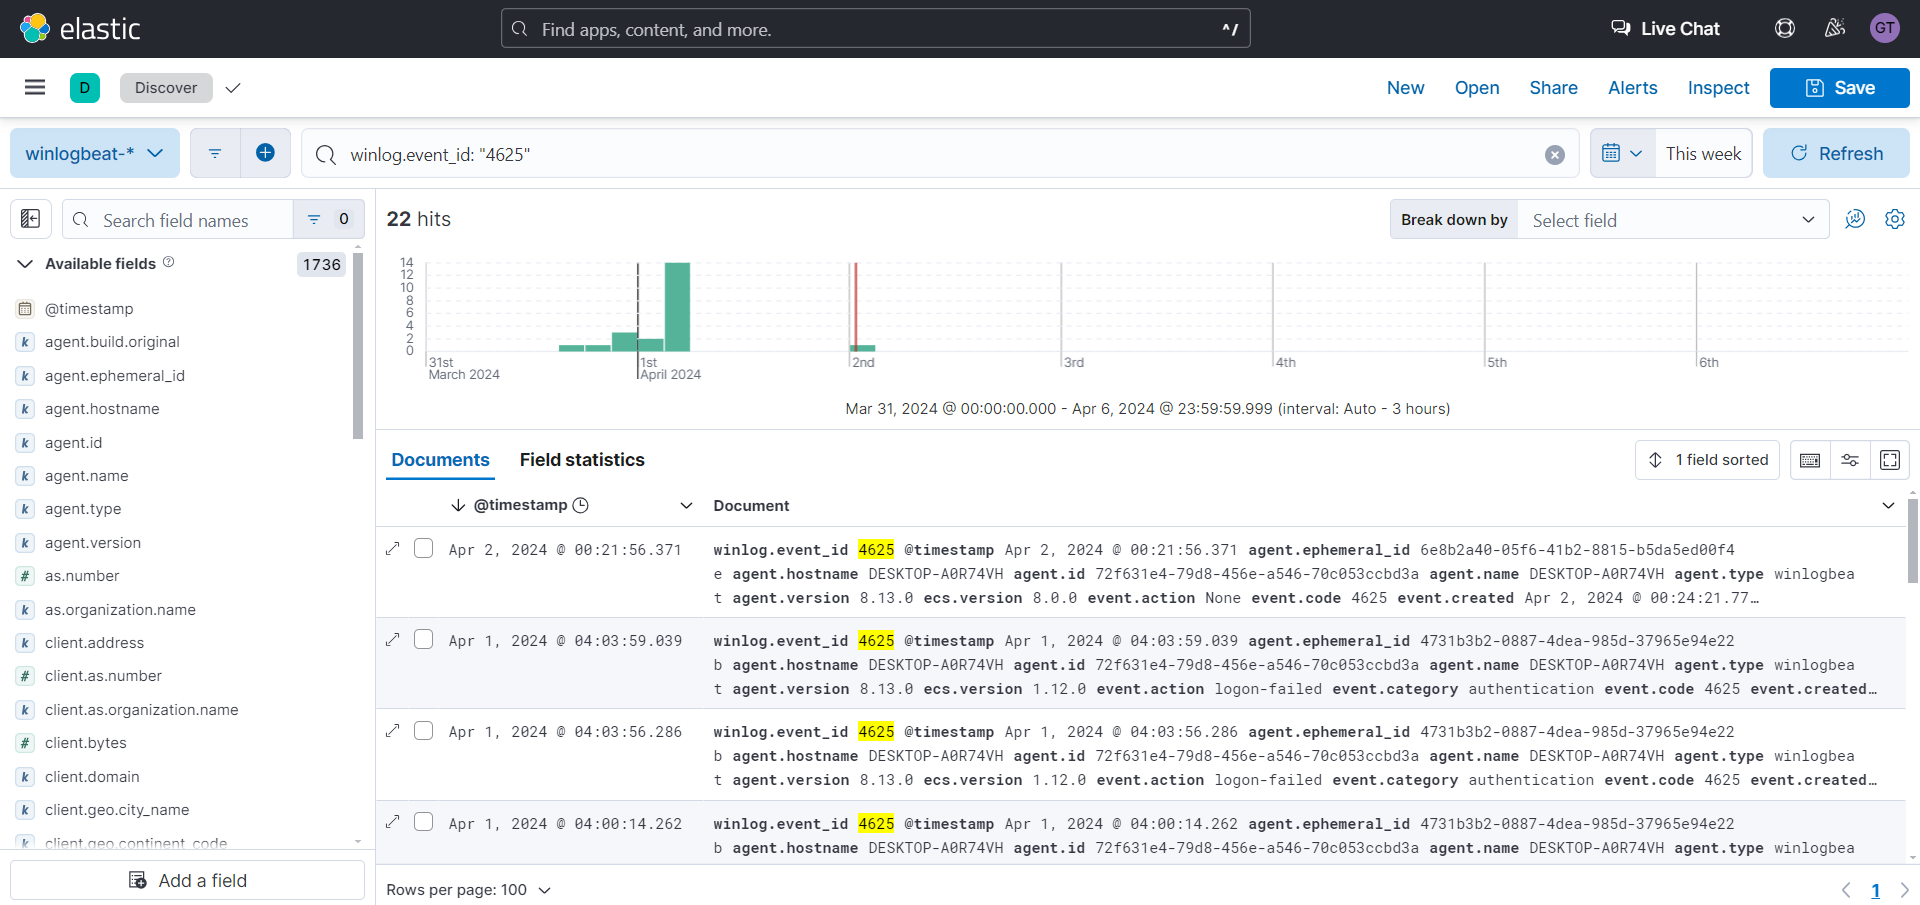 elastic
Find apps, content, and more.
^/
Live Chat
GT
D
Discover
New
Open
Share
Alerts
Inspect
Save
winlogbeat-*
winlog.event_id: "4625"
This week
Refresh
Search field names
0
Available fields
1736
@timestamp
k agent.build.original
k agent.ephemeral_id
k agent.hostname
k agent.id
k agent.name
k agent.type
k agent.version
# as.number
k as.organization.name
k client.address
# client.as.number
k client.as.organization.name
# client.bytes
k client.domain
k client.geo.city_name
k client.geo.continent_code
Add a field
22 hits
Break down by
Select field
14
12
10
8
6
4
2
0
31st
March 2024
1st
April 2024
2nd
3rd
4th
5th
6th
Mar 31, 2024 @ 00:00:00.000 - Apr 6, 2024 @ 23:59:59.999 (interval: Auto - 3 hours)
Documents
Field statistics
1 field sorted
@timestamp
Document
Apr 2, 2024 @ 00:21:56.371
winlog.event_id 4625 @timestamp Apr 2, 2024 @ 00:21:56.371 agent.ephemeral_id 6e8b2a40-05f6-41b2-8815-b5da5ed00f4
e agent.hostname DESKTOP-A0R74VH agent.id 72f631e4-79d8-456e-a546-70c053ccbd3a agent.name DESKTOP-A0R74VH agent.type winlogbea
t agent.version 8.13.0 ecs.version 8.0.0 event.action None event.code 4625 event.created Apr 2, 2024 @ 00:24:21.77…
Apr 1, 2024 @ 04:03:59.039
winlog.event_id 4625 @timestamp Apr 1, 2024 @ 04:03:59.039 agent.ephemeral_id 4731b3b2-0887-4dea-985d-37965e94e22
b agent.hostname DESKTOP-A0R74VH agent.id 72f631e4-79d8-456e-a546-70c053ccbd3a agent.name DESKTOP-A0R74VH agent.type winlogbea
t agent.version 8.13.0 ecs.version 1.12.0 event.action logon-failed event.category authentication event.code 4625 event.created…
Apr 1, 2024 @ 04:03:56.286
winlog.event_id 4625 @timestamp Apr 1, 2024 @ 04:03:56.286 agent.ephemeral_id 4731b3b2-0887-4dea-985d-37965e94e22
b agent.hostname DESKTOP-A0R74VH agent.id 72f631e4-79d8-456e-a546-70c053ccbd3a agent.name DESKTOP-A0R74VH agent.type winlogbea
t agent.version 8.13.0 ecs.version 1.12.0 event.action logon-failed event.category authentication event.code 4625 event.created…
Apr 1, 2024 @ 04:00:14.262
winlog.event_id 4625 @timestamp Apr 1, 2024 @ 04:00:14.262 agent.ephemeral_id 4731b3b2-0887-4dea-985d-37965e94e22
b agent.hostname DESKTOP-A0R74VH agent.id 72f631e4-79d8-456e-a546-70c053ccbd3a agent.name DESKTOP-A0R74VH agent.type winlogbea
Rows per page: 100
1